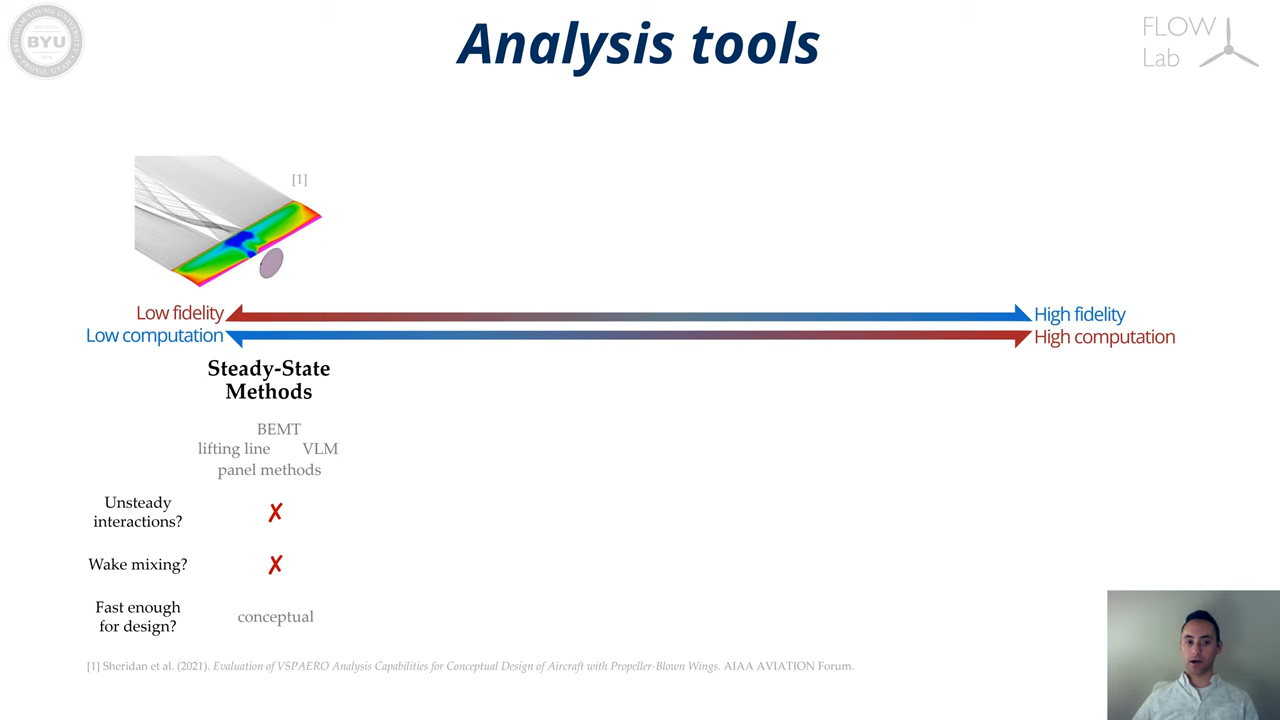 BYU
Analysis tools
FLOW
Lab
[1]
Low fidelity
High fidelity
Low computation
High computation
Steady-State
Methods
BEMT
lifting line VLM
panel methods
Unsteady
interactions?
✗
Wake mixing?
✗
Fast enough
for design?
conceptual
[1] Sheridan et al. (2021). Evaluation of VSPAERO Analysis Capabilities for Conceptual Design of Aircraft with Propeller-Blown Wings. AIAA AVIATION Forum.